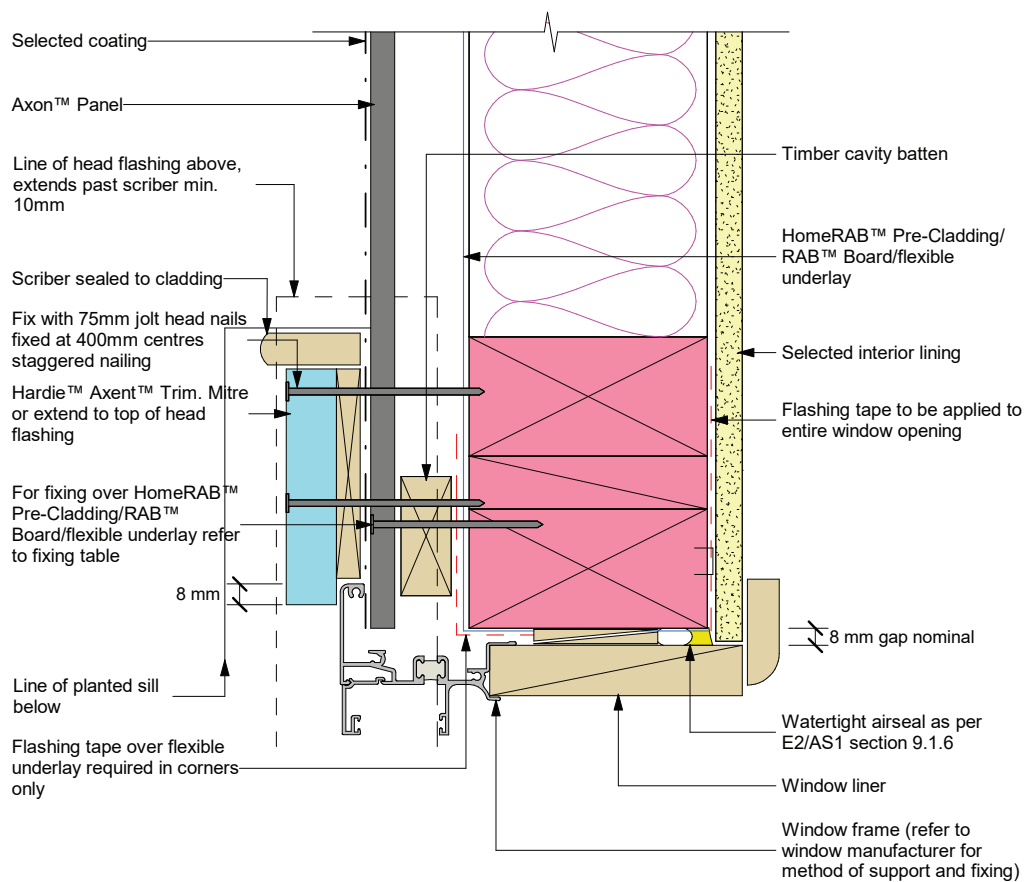 Selected coating
Axon™ Panel
Line of head flashing above,
extends past scriber min.
10mm
Scriber sealed to cladding
Fix with 75mm jolt head nails
fixed at 400mm centres
staggered nailing
Hardie™ Axent™ Trim. Mitre
or extend to top of head
flashing
For fixing over HomeRAB™
Pre-Cladding/RAB™
Board/flexible underlay refer
to fixing table
8 mm
Line of planted sill
below
Flashing tape over flexible
underlay required in corners
only
Timber cavity batten
HomeRAB™ Pre-Cladding/
RAB™ Board/flexible
underlay
Selected interior lining
Flashing tape to be applied to
entire window opening
8 mm gap nominal
Watertight airseal as per
E2/AS1 section 9.1.6
Window liner
Window frame (refer to
window manufacturer for
method of support and fixing)